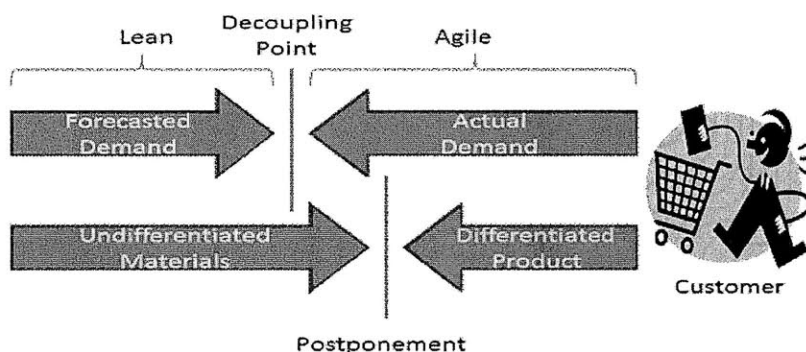 Lean
Decoupling
Point
Agile
Forecasted
Demand
Actual
Demand
Undifferentiated
Materials
Differentiated
Product
Customer
Postponement